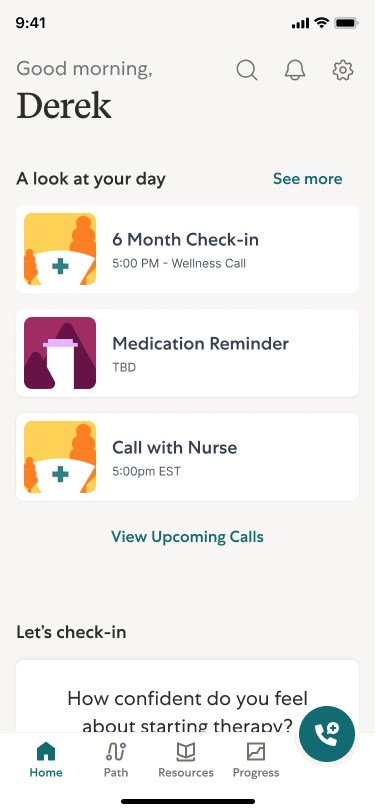 9:41
Good morning,
Derek
A look at your day
See more
6 Month Check-in
5:00 PM - Wellness Call
Medication Reminder
TBD
Call with Nurse
5:00pm EST
View Upcoming Calls
Let’s check-in
How confident do you feel
about starting therapy?
Home
Path
Resources
Progress